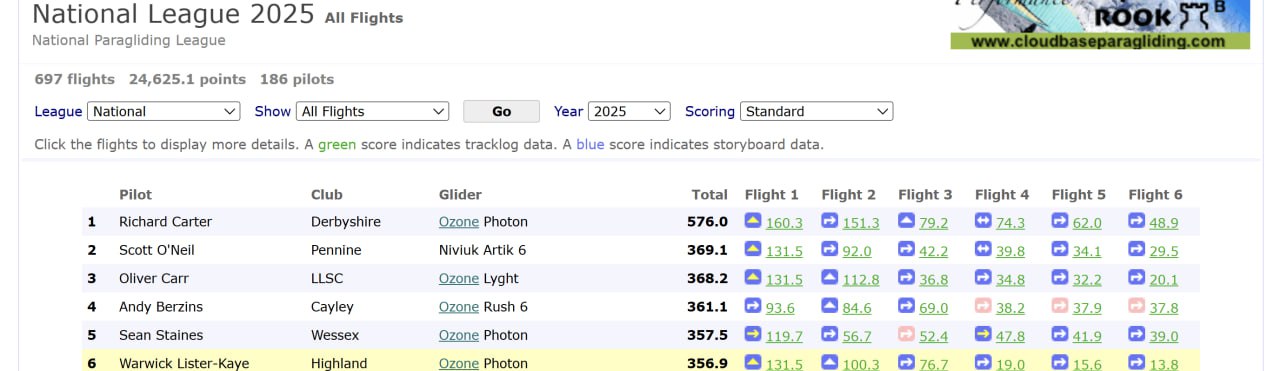 National League 2025 All Flights
National Paragliding League
ROOK B
www.cloudbaseparagliding.com
697 flights 24,625.1 points 186 pilots
League National Show All Flights Go Year 2025 Scoring Standard
Click the flights to display more details. A green score indicates tracklog data. A blue score indicates storyboard data.
Pilot Club Glider Total Flight 1 Flight 2 Flight 3 Flight 4 Flight 5 Flight 6
1 Richard Carter Derbyshire Ozone Photon 576.0 160.3 151.3 79.2 74.3 62.0 48.9
2 Scott O'Neil Pennine Niviuk Artik 6 369.1 131.5 92.0 42.2 39.8 34.1 29.5
3 Oliver Carr LLSC Ozone Lyght 368.2 131.5 112.8 36.8 34.8 32.2 20.1
4 Andy Berzins Cayley Ozone Rush 6 361.1 93.6 84.6 69.0 38.2 37.9 37.8
5 Sean Staines Wessex Ozone Photon 357.5 119.7 56.7 52.4 47.8 41.9 39.0
6 Warwick Lister-Kaye Highland Ozone Photon 356.9 131.5 100.3 76.7 19.0 15.6 13.8